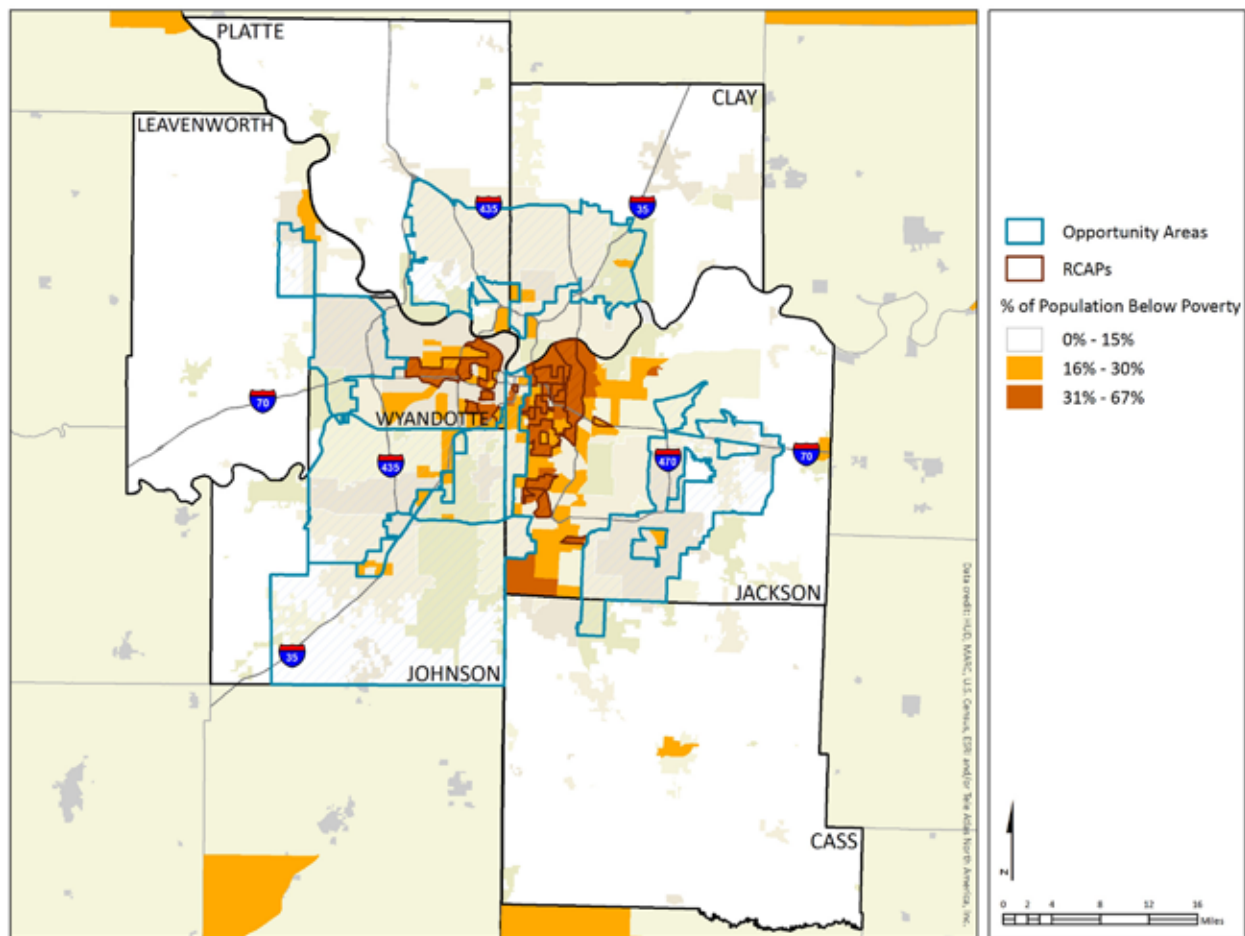 PLATTE
CLAY
LEAVENWORTH
435
35
70
WYANDOTTE
435
470
70
JACKSON
35
JOHNSON
CASS
Data credit: HUD, MARC, U.S. Census, ESRI and/or Tele Atlas North America, Inc.
Opportunity Areas
RCAPs
% of Population Below Poverty
0% - 15%
16% - 30%
31% - 67%
N
0 2 4 8 12 16
Miles